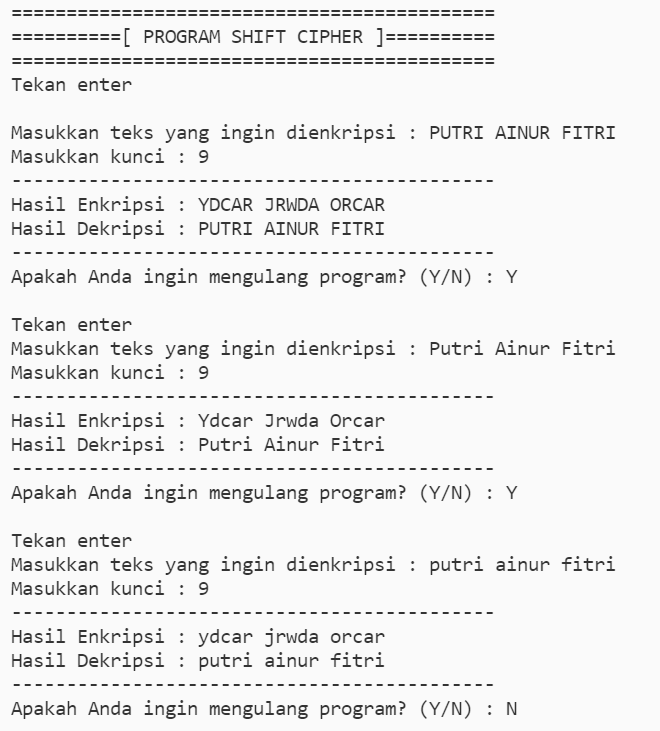 ============================================
==========[ PROGRAM SHIFT CIPHER ]==========
============================================
Tekan enter
Masukkan teks yang ingin dienkripsi : PUTRI AINUR FITRI
Masukkan kunci : 9
--------------------------------------------
Hasil Enkripsi : YDCAR JRWDA ORCAR
Hasil Dekripsi : PUTRI AINUR FITRI
--------------------------------------------
Apakah Anda ingin mengulang program? (Y/N) : Y
Tekan enter
Masukkan teks yang ingin dienkripsi : Putri Ainur Fitri
Masukkan kunci : 9
--------------------------------------------
Hasil Enkripsi : Ydcar Jrwda Orcar
Hasil Dekripsi : Putri Ainur Fitri
--------------------------------------------
Apakah Anda ingin mengulang program? (Y/N) : Y
Tekan enter
Masukkan teks yang ingin dienkripsi : putri ainur fitri
Masukkan kunci : 9
--------------------------------------------
Hasil Enkripsi : ydcar jrwda orcar
Hasil Dekripsi : putri ainur fitri
--------------------------------------------
Apakah Anda ingin mengulang program? (Y/N) : N